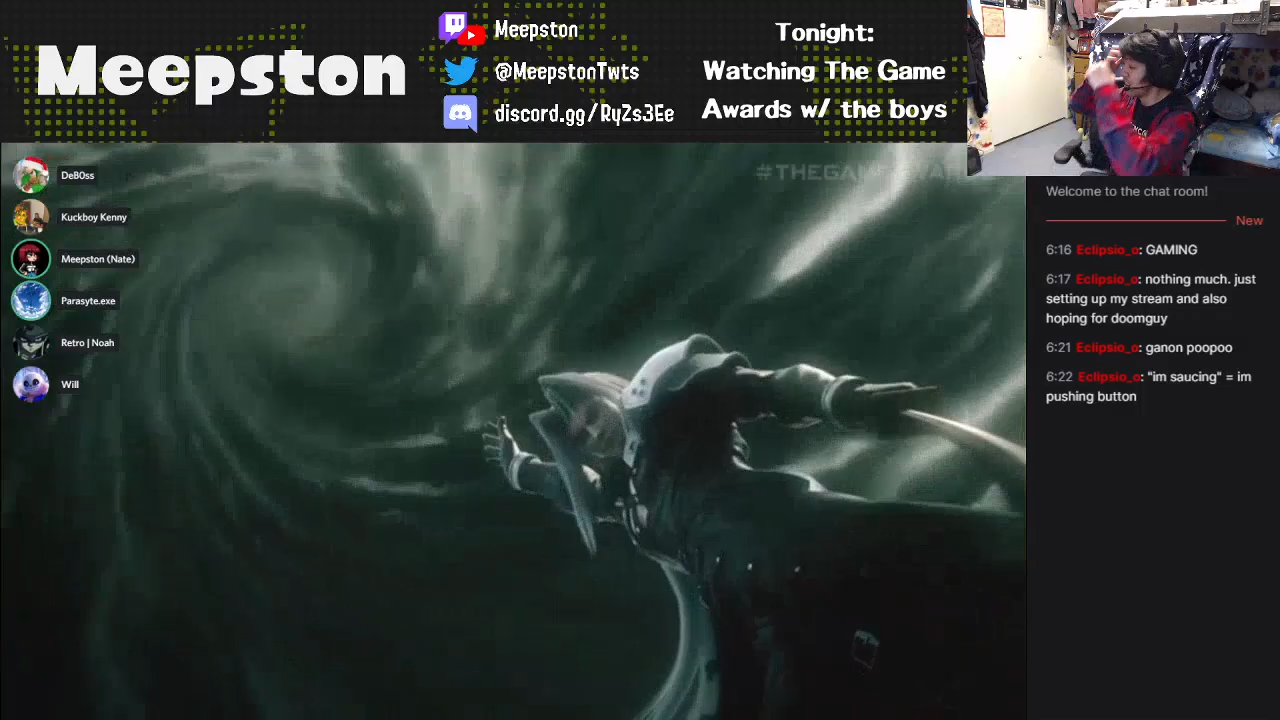 Meepston
Meepston
@MeepstonTwts
discord.gg/RyZs3Ee
Tonight:
Watching The Game
Awards w/ the boys
DeB0ss
Kuckboy Kenny
Meepston (Nate)
Parasyte.exe
Retro | Noah
Will
Welcome to the chat room!
New
6:16 Eclipsio_o: GAMING
6:17 Eclipsio_o: nothing much. just
setting up my stream and also
hoping for doomguy
6:21 Eclipsio_o: ganon poopoo
6:22 Eclipsio_o: "im saucing" = im
pushing button